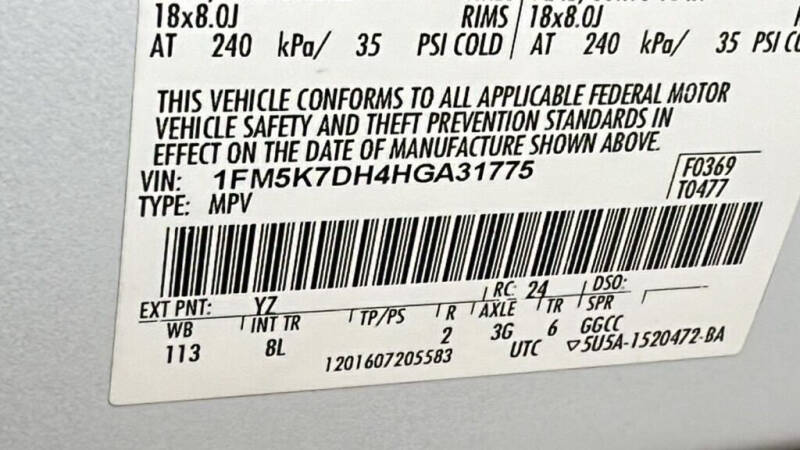 18x8.0J RIMS 18x8.0J
AT 240 kPa/ 35 PSI COLD AT 240 kPa/ 35 PSI
THIS VEHICLE CONFORMS TO ALL APPLICABLE FEDERAL MOTOR
VEHICLE SAFETY AND THEFT PREVENTION STANDARDS IN
EFFECT ON THE DATE OF MANUFACTURE SHOWN ABOVE.
VIN: 1FM5K7DH4HGA31775 F0369
TYPE: MPV T0477
EXT PNT: YZ RC: 24 DSO:
WB INT TR TP/PS R AXLE TR SPR
113 8L 2 3G 6 GGCC
1201607205583 UTC ▽5U5A-1520472-BA